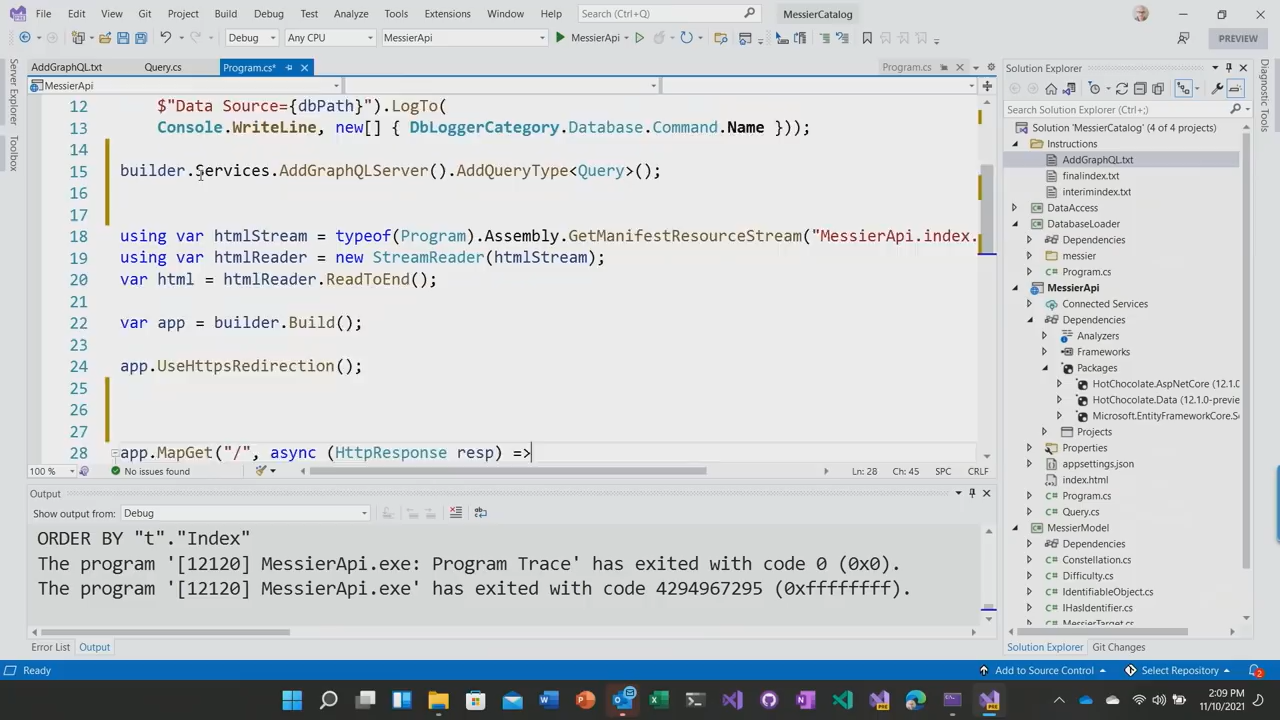 File Edit View Git Project Build Debug Test Analyze Tools Extensions Window Help Search (Ctrl+Q) MessierCatalog
Debug Any CPU MessierApi MessierApi PREVIEW
AddGraphQL.txt Query.cs Program.cs* Program.cs
MessierApi
12 $"Data Source={dbPath}").LogTo(
13 Console.WriteLine, new[] { DbLoggerCategory.Database.Command.Name }));
14
15 builder.Services.AddGraphQLServer().AddQueryType<Query>();
16
17
18 using var htmlStream = typeof(Program).Assembly.GetManifestResourceStream("MessierApi.index.
19 using var htmlReader = new StreamReader(htmlStream);
20 var html = htmlReader.ReadToEnd();
21
22 var app = builder.Build();
23
24 app.UseHttpsRedirection();
25
26
27
28 app.MapGet("/", async (HttpResponse resp) =>
100 % No issues found Ln: 28 Ch: 45 SPC CRLF
Output
Show output from: Debug
ORDER BY "t"."Index"
The program '[12120] MessierApi.exe: Program Trace' has exited with code 0 (0x0).
The program '[12120] MessierApi.exe' has exited with code 4294967295 (0xffffffff).
Error List Output
Server Explorer
Toolbox
Solution Explorer
Search Solution Explorer (Ctrl+;)
Solution 'MessierCatalog' (4 of 4 projects)
Instructions
AddGraphQL.txt
finalindex.txt
interimindex.txt
DataAccess
DatabaseLoader
Dependencies
messier
Program.cs
MessierApi
Connected Services
Dependencies
Analyzers
Frameworks
Packages
HotChocolate.AspNetCore (12.1.0
HotChocolate.Data (12.1.0-preview
Microsoft.EntityFrameworkCore.S
Projects
Properties
appsettings.json
index.html
Program.cs
Query.cs
MessierModel
Dependencies
Constellation.cs
Difficulty.cs
IdentifiableObject.cs
IHasIdentifier.cs
MessierTarget.cs
Solution Explorer Git Changes
Diagnostic Tools
Ready Add to Source Control Select Repository 2
2:09 PM
11/10/2021